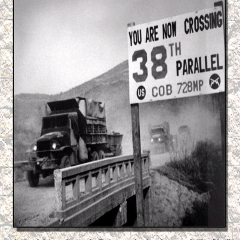 YOU ARE NOW CROSSING
38TH
PARALLEL
US COB 728MP